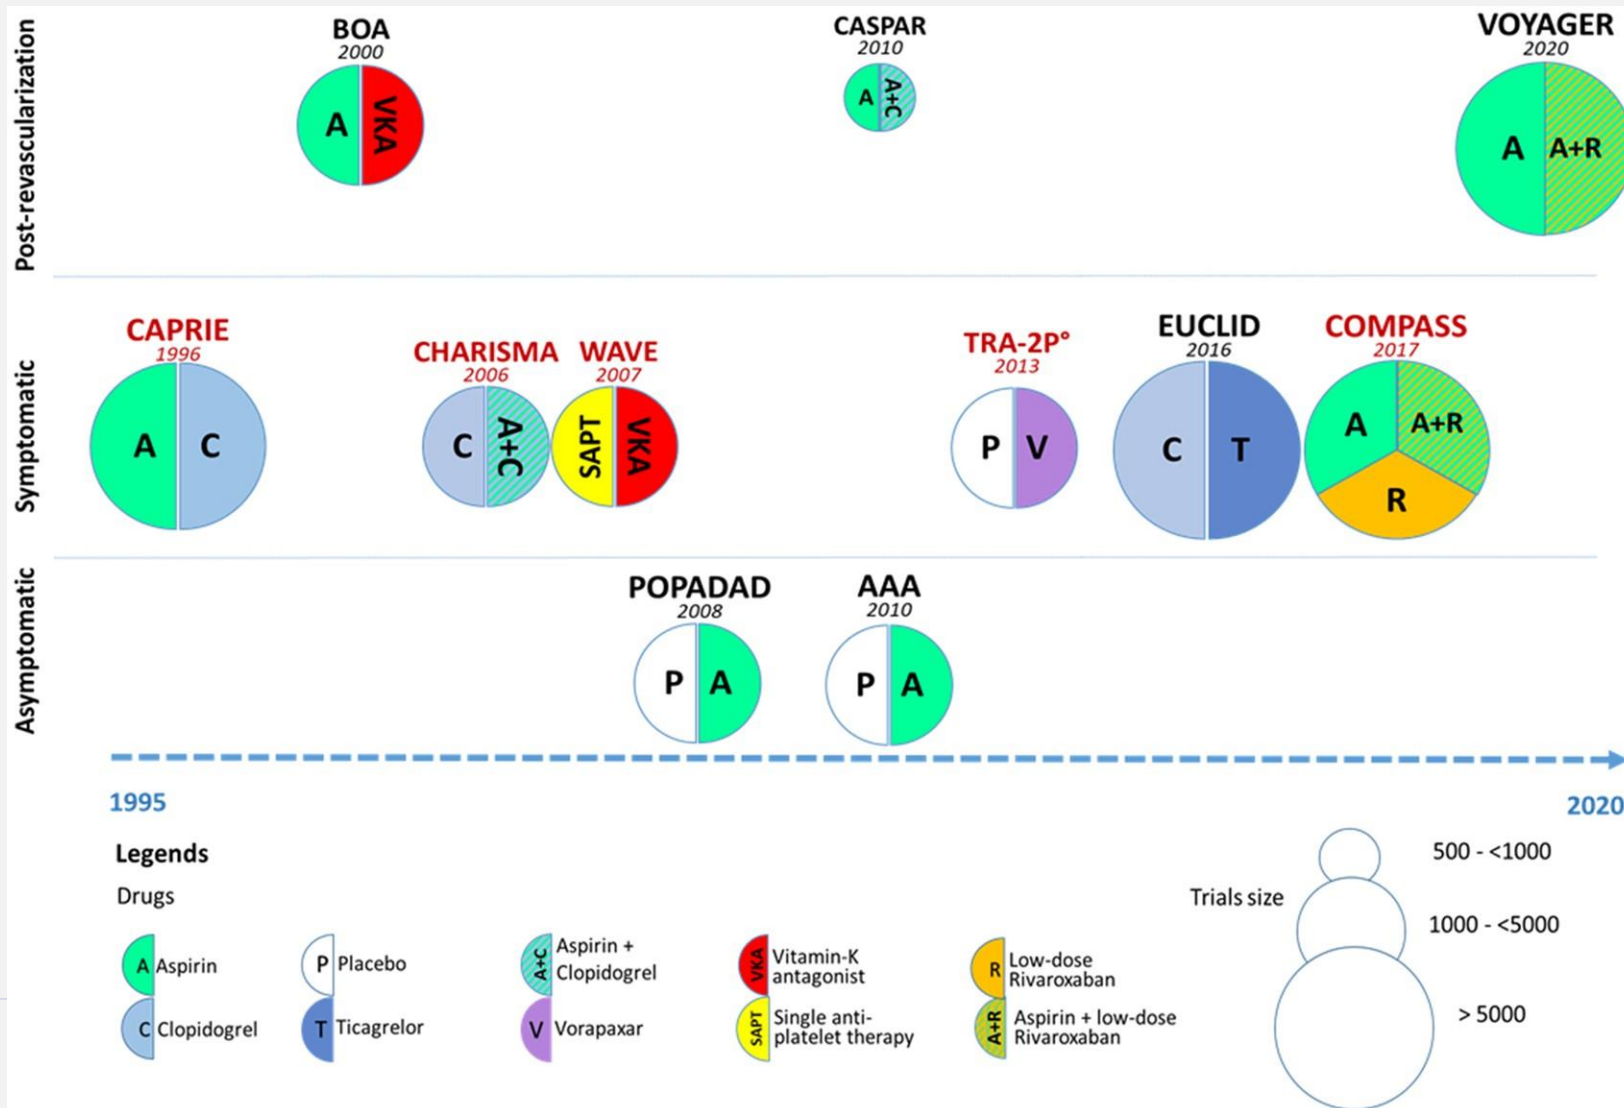 Post-revascularization
BOA
2000
A
VKA
CASPAR
2010
A
A+C
VOYAGER
2020
A
A+R
Symptomatic
CAPRIE
1996
A
C
CHARISMA
2006
C
A+C
WAVE
2007
SAPT
VKA
TRA-2P°
2013
P
V
EUCLID
2016
C
T
COMPASS
2017
A
A+R
R
Asymptomatic
POPADAD
2008
P
A
AAA
2010
P
A
1995
2020
Legends
Drugs
A Aspirin
P Placebo
A+C Aspirin +
Clopidogrel
VKA Vitamin-K
antagonist
R Low-dose
Rivaroxaban
C Clopidogrel
T Ticagrelor
V Vorapaxar
SAPT Single anti-
platelet therapy
A+R Aspirin + low-dose
Rivaroxaban
Trials size
500 - <1000
1000 - <5000
> 5000